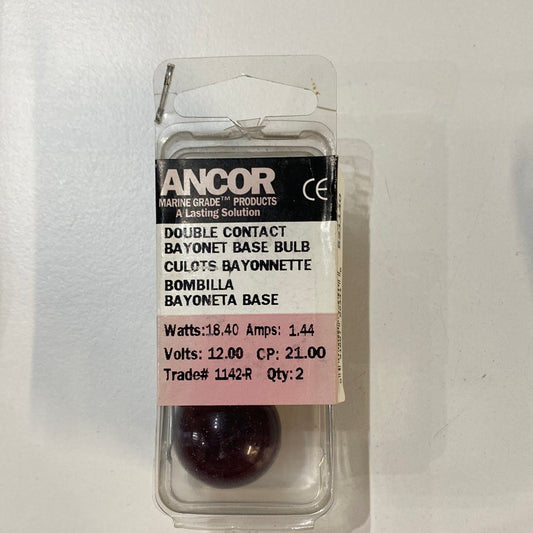 ANCOR
MARINE GRADE™ PRODUCTS
A Lasting Solution
CE
DOUBLE CONTACT
BAYONET BASE BULB
CULOTS BAYONNETTE
BOMBILLA
BAYONETA BASE
Watts:18.40 Amps: 1.44
Volts: 12.00 CP: 21.00
Trade# 1142-R Qty:2